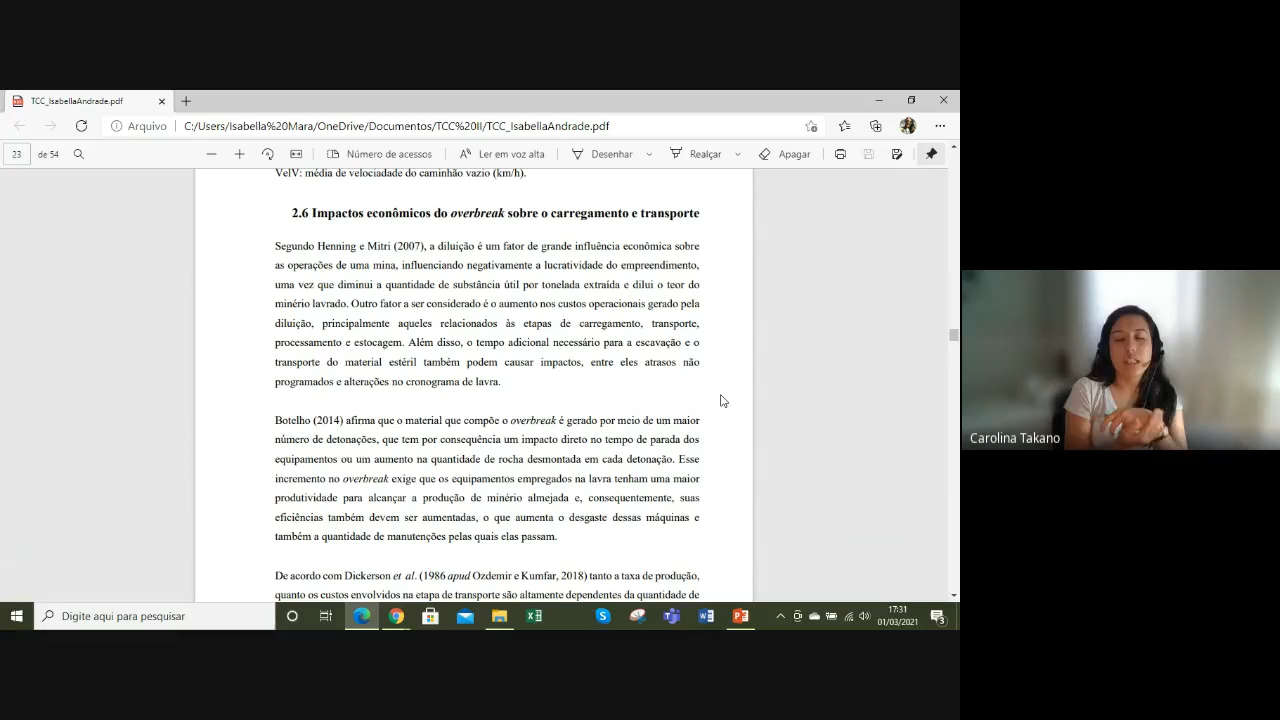 TCC_IsabellaAndrade.pdf
Arquivo
C:/Users/Isabella%20Mara/OneDrive/Documentos/TCC%20II/TCC_IsabellaAndrade.pdf
23 de 54
Número de acessos
Ler em voz alta
Desenhar
Realçar
Apagar
VelV: média de velociadade do caminhão vazio (km/h).
2.6 Impactos econômicos do overbreak sobre o carregamento e transporte
Segundo Henning e Mitri (2007), a diluição é um fator de grande influência econômica sobre
as operações de uma mina, influenciando negativamente a lucratividade do empreendimento,
uma vez que diminui a quantidade de substância útil por tonelada extraída e dilui o teor do
minério lavrado. Outro fator a ser considerado é o aumento nos custos operacionais gerado pela
diluição, principalmente aqueles relacionados às etapas de carregamento, transporte,
processamento e estocagem. Além disso, o tempo adicional necessário para a escavação e o
transporte do material estéril também podem causar impactos, entre eles atrasos não
programados e alterações no cronograma de lavra.
Botelho (2014) afirma que o material que compõe o overbreak é gerado por meio de um maior
número de detonações, que tem por consequência um impacto direto no tempo de parada dos
equipamentos ou um aumento na quantidade de rocha desmontada em cada detonação. Esse
incremento no overbreak exige que os equipamentos empregados na lavra tenham uma maior
produtividade para alcançar a produção de minério almejada e, consequentemente, suas
eficiências também devem ser aumentadas, o que aumenta o desgaste dessas máquinas e
também a quantidade de manutenções pelas quais elas passam.
De acordo com Dickerson et al. (1986 apud Ozdemir e Kumfar, 2018) tanto a taxa de produção,
quanto os custos envolvidos na etapa de transporte são altamente dependentes da quantidade de
Carolina Takano
Digite aqui para pesquisar
17:31
01/03/2021
3